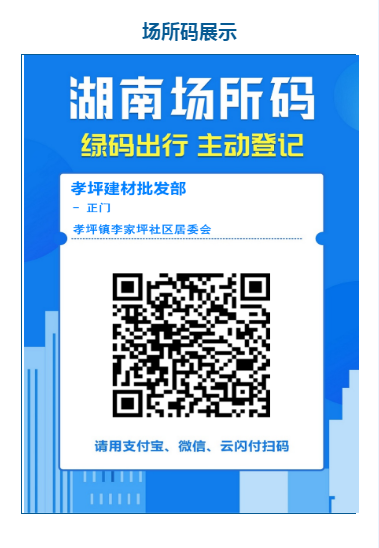 场所码展示
湖南场所码
绿码出行 主动登记
孝坪建材批发部
- 正门
孝坪镇李家坪社区居委会
请用支付宝、微信、云闪付扫码